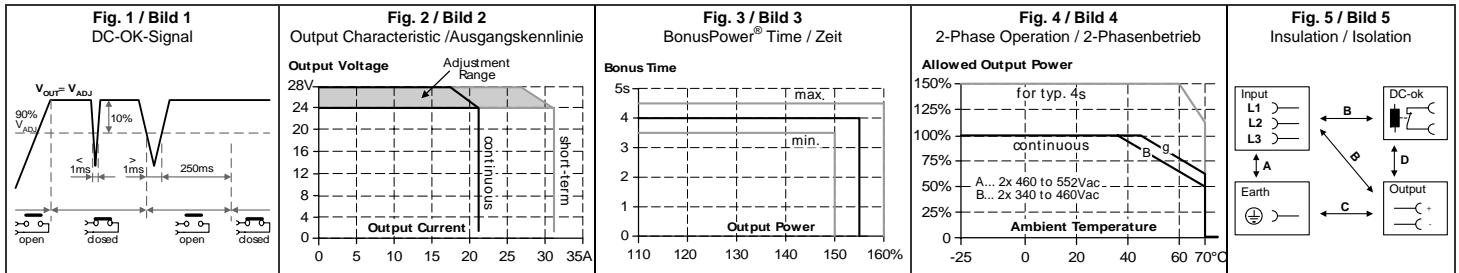 Fig. 1 / Bild 1
DC-OK-Signal
V_OUT = V_ADJ
90%
V_ADJ
10%
<
1ms
>
1ms
250ms
open
closed
open
closed
Fig. 2 / Bild 2
Output Characteristic /Ausgangskennlinie
Output Voltage
Adjustment
Range
28V
24
20
16
12
8
4
0
continuous
short-term
Output Current
0 5 10 15 20 25 30 35A
Fig. 3 / Bild 3
BonusPower® Time / Zeit
Bonus Time
5s
max.
4
min.
3
2
1
Output Power
0
110 120 130 140 150 160%
Fig. 4 / Bild 4
2-Phase Operation / 2-Phasenbetrieb
Allowed Output Power
150%
for typ. 4s
125%
100%
continuous
B g
75%
A... 2x 460 to 552Vac
50%
B... 2x 340 to 460Vac
25%
Ambient Temperature
0
-25 0 20 40 60 70°C
Fig. 5 / Bild 5
Insulation / Isolation
Input
L1
L2
L3
DC-ok
B
A
B
D
Earth
Output
C
+
-